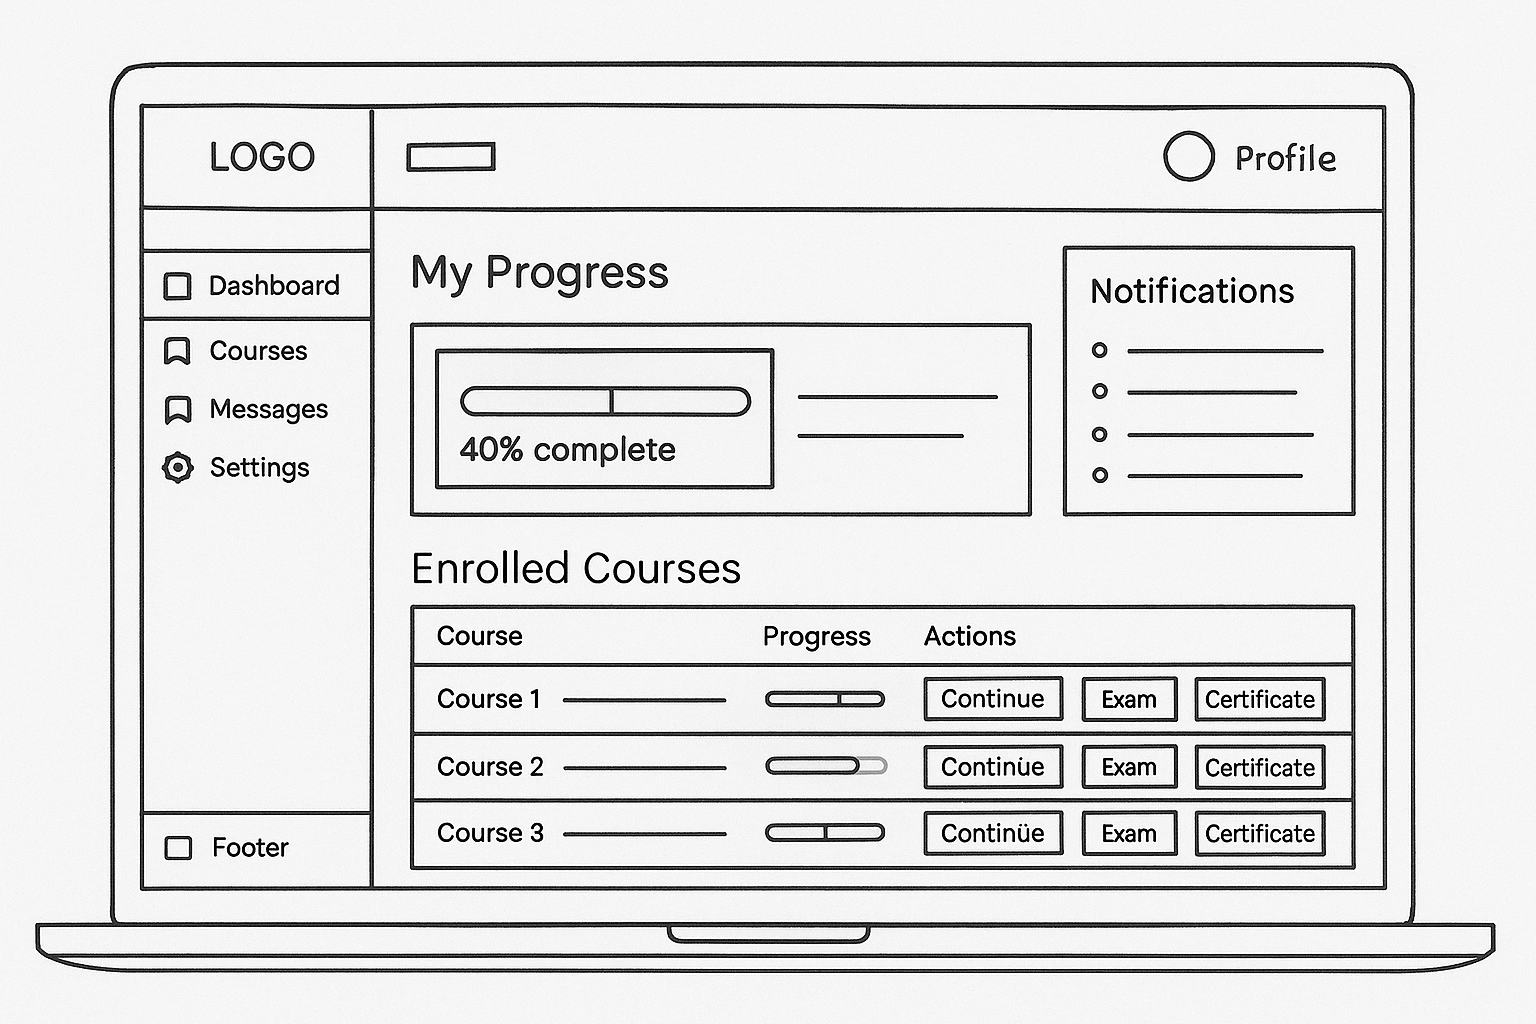 LOGO
Profile
Dashboard
Courses
Messages
Settings
Footer
My Progress
40% complete
Notifications
Enrolled Courses
Course Progress Actions
Course 1 Continue Exam Certificate
Course 2 Continùe Exam Certificate
Course 3 Continüe Exam Certificate